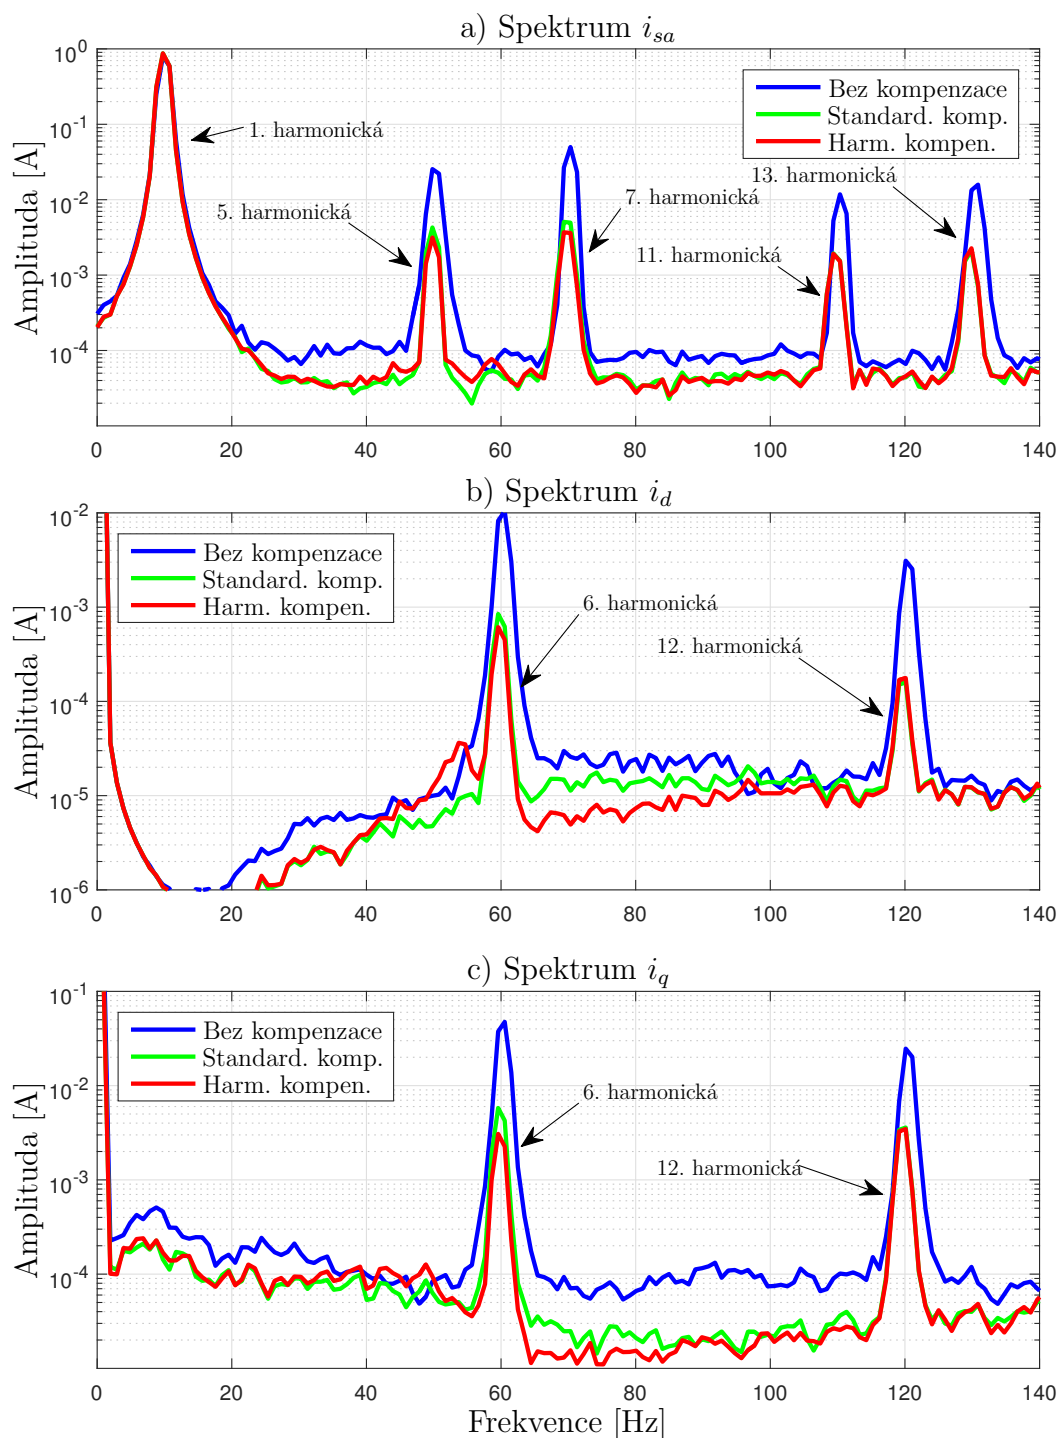 a) Spektrum i_sa
Amplituda [A]
10^0
10^-1
10^-2
10^-3
10^-4
Bez kompenzace
Standard. komp.
Harm. kompen.
1. harmonická
5. harmonická
7. harmonická
11. harmonická
13. harmonická
0 20 40 60 80 100 120 140
b) Spektrum i_d
Amplituda [A]
10^-2
10^-3
10^-4
10^-5
10^-6
Bez kompenzace
Standard. komp.
Harm. kompen.
6. harmonická
12. harmonická
0 20 40 60 80 100 120 140
c) Spektrum i_q
Amplituda [A]
10^-1
10^-2
10^-3
10^-4
Bez kompenzace
Standard. komp.
Harm. kompen.
6. harmonická
12. harmonická
0 20 40 60 80 100 120 140
Frekvence [Hz]